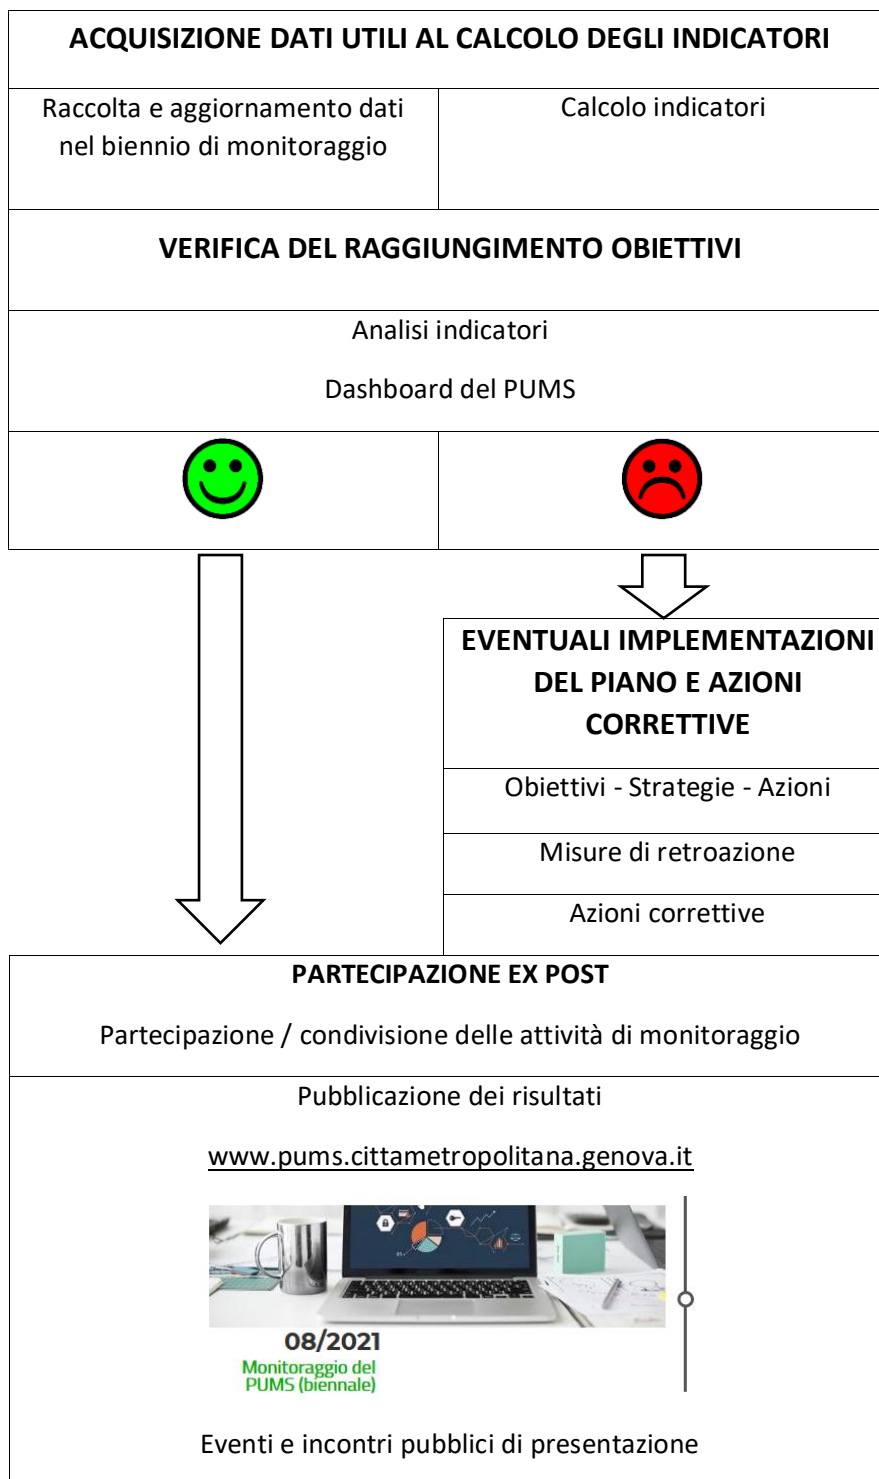 ACQUISIZIONE DATI UTILI AL CALCOLO DEGLI INDICATORI
Raccolta e aggiornamento dati
nel biennio di monitoraggio
Calcolo indicatori
VERIFICA DEL RAGGIUNGIMENTO OBIETTIVI
Analisi indicatori
Dashboard del PUMS
EVENTUALI IMPLEMENTAZIONI
DEL PIANO E AZIONI
CORRETTIVE
Obiettivi - Strategie - Azioni
Misure di retroazione
Azioni correttive
PARTECIPAZIONE EX POST
Partecipazione / condivisione delle attività di monitoraggio
Pubblicazione dei risultati
www.pums.cittametropolitana.genova.it
08/2021
Monitoraggio del
PUMS (biennale)
Eventi e incontri pubblici di presentazione